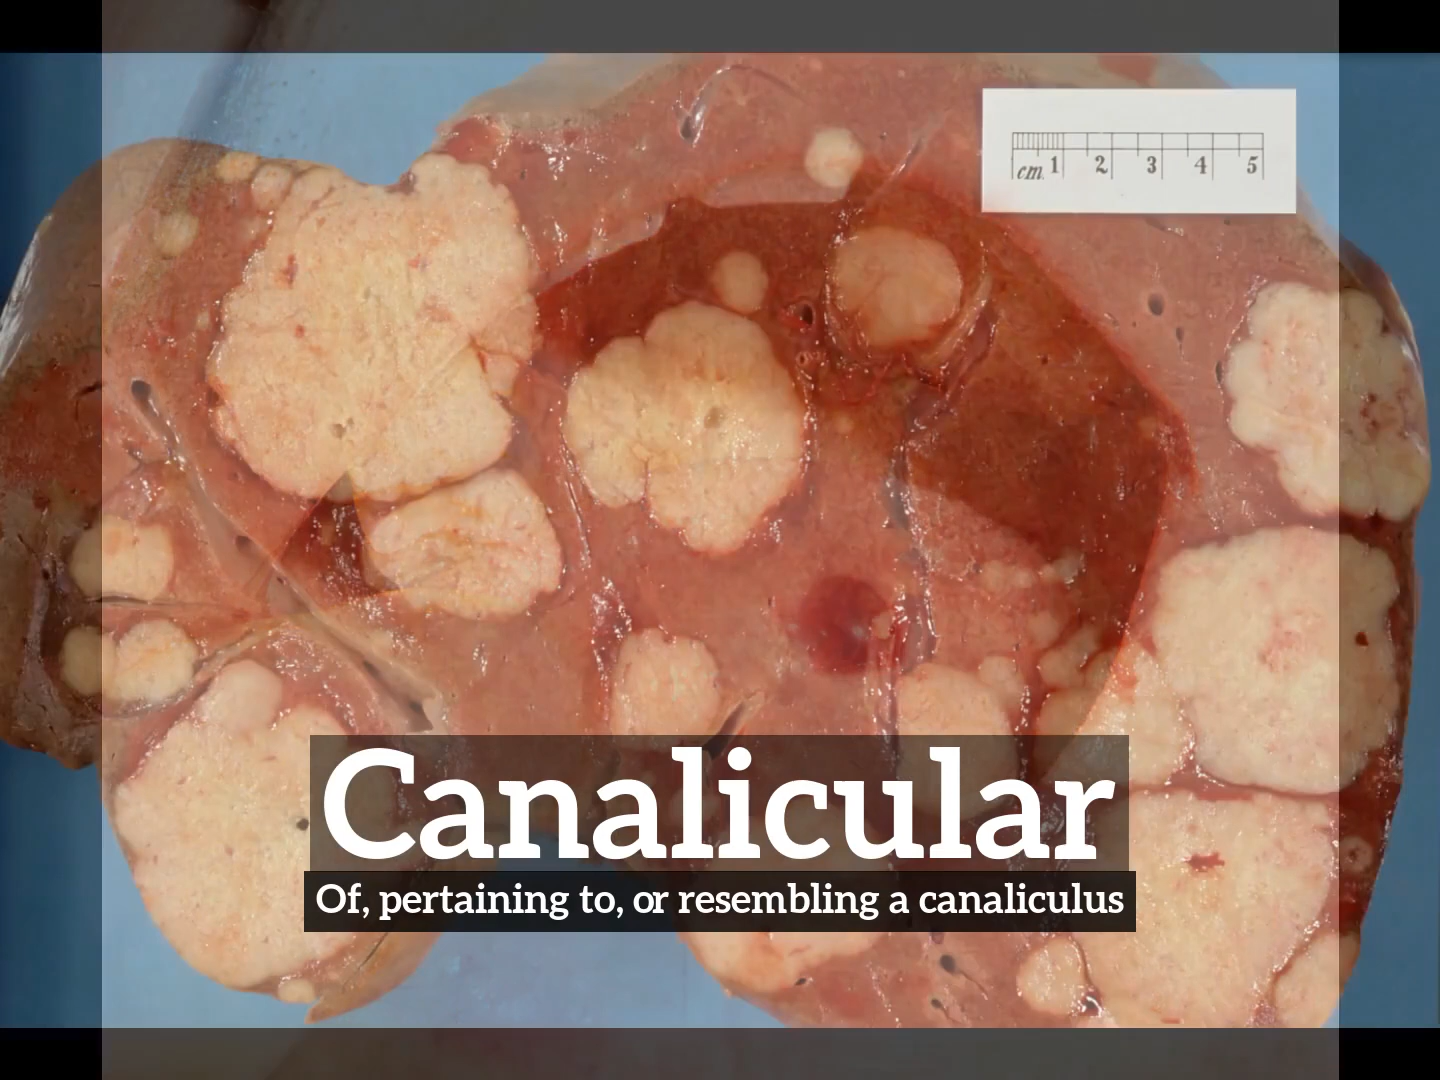 cm 1 2 3 4 5
Canalicular
Of, pertaining to, or resembling a canaliculus